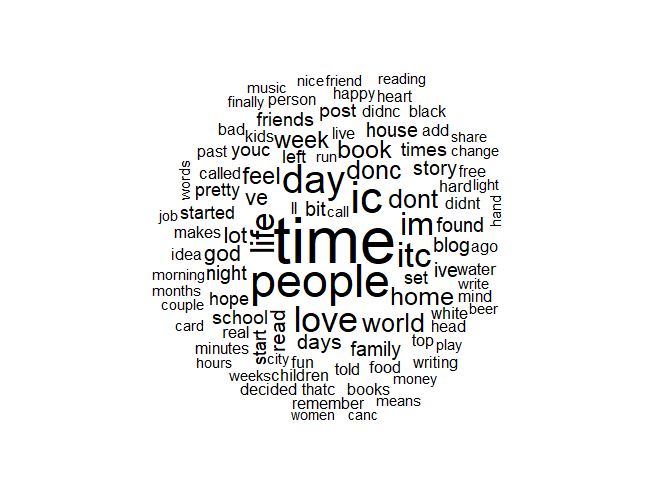 music nice friend reading
finally person happy heart
friends post didnc black
bad kids week live house add share
past youc left run book times change
words called feel day donc story free
pretty ve ic dont hard light
job started ll bit call didnt hand
makes lot life time im found
idea god itc blog ago
morning night people set ive water
months hope home mind write
couple school love world white beer
card real read head
minutes start days family top play
hours city fun told food writing
weeks children money
decided thatc books
remember means
women canc